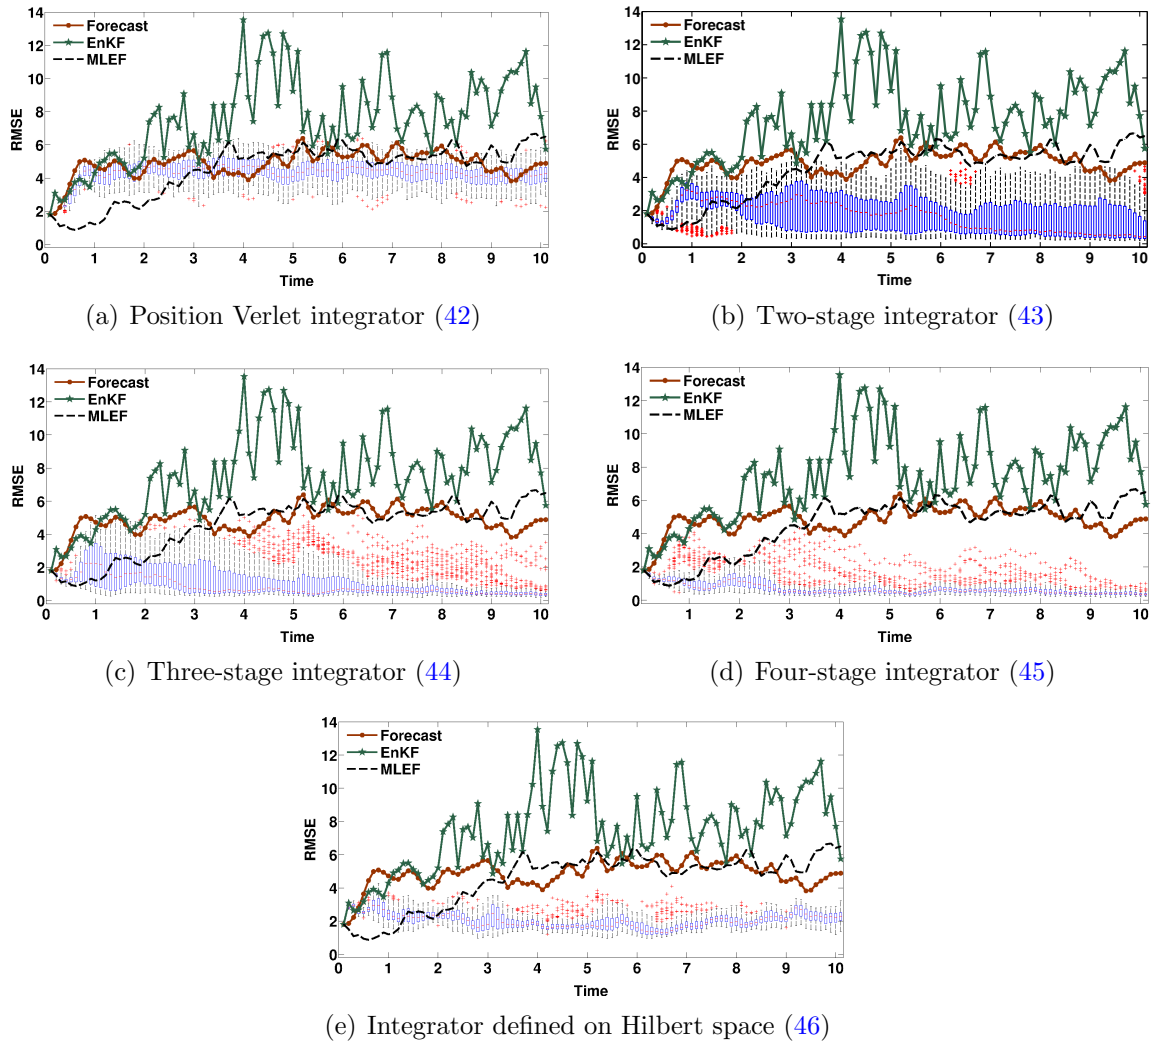 14
12
10
8
6
4
2
0
RMSE
Forecast
EnKF
MLEF
0 1 2 3 4 5 6 7 8 9 10
Time
(a) Position Verlet integrator (42)
14
12
10
8
6
4
2
0
RMSE
Forecast
EnKF
MLEF
0 1 2 3 4 5 6 7 8 9 10
Time
(b) Two-stage integrator (43)
14
12
10
8
6
4
2
0
RMSE
Forecast
EnKF
MLEF
0 1 2 3 4 5 6 7 8 9 10
Time
(c) Three-stage integrator (44)
14
12
10
8
6
4
2
0
RMSE
Forecast
EnKF
MLEF
0 1 2 3 4 5 6 7 8 9 10
Time
(d) Four-stage integrator (45)
14
12
10
8
6
4
2
0
RMSE
Forecast
EnKF
MLEF
0 1 2 3 4 5 6 7 8 9 10
Time
(e) Integrator defined on Hilbert space (46)